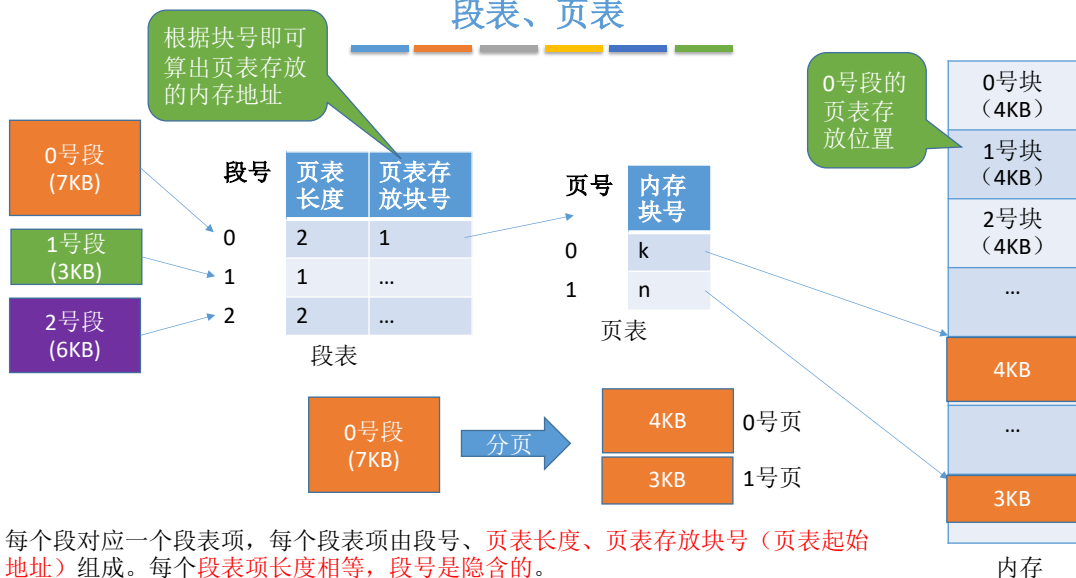 段表、页表
根据块号即可
算出页表存放
的内存地址
0号段的
页表存
放位置
0号块
（4KB）
1号块
（4KB）
2号块
（4KB）
…
4KB
…
3KB
内存
0号段
(7KB)
1号段
(3KB)
2号段
(6KB)
段号 页表长度 页表存放块号
0 2 1
1 1 …
2 2 …
段表
页号 内存块号
0 k
1 n
页表
0号段
(7KB)
分页
4KB 0号页
3KB 1号页
每个段对应一个段表项，每个段表项由段号、页表长度、页表存放块号（页表起始
地址）组成。每个段表项长度相等，段号是隐含的。